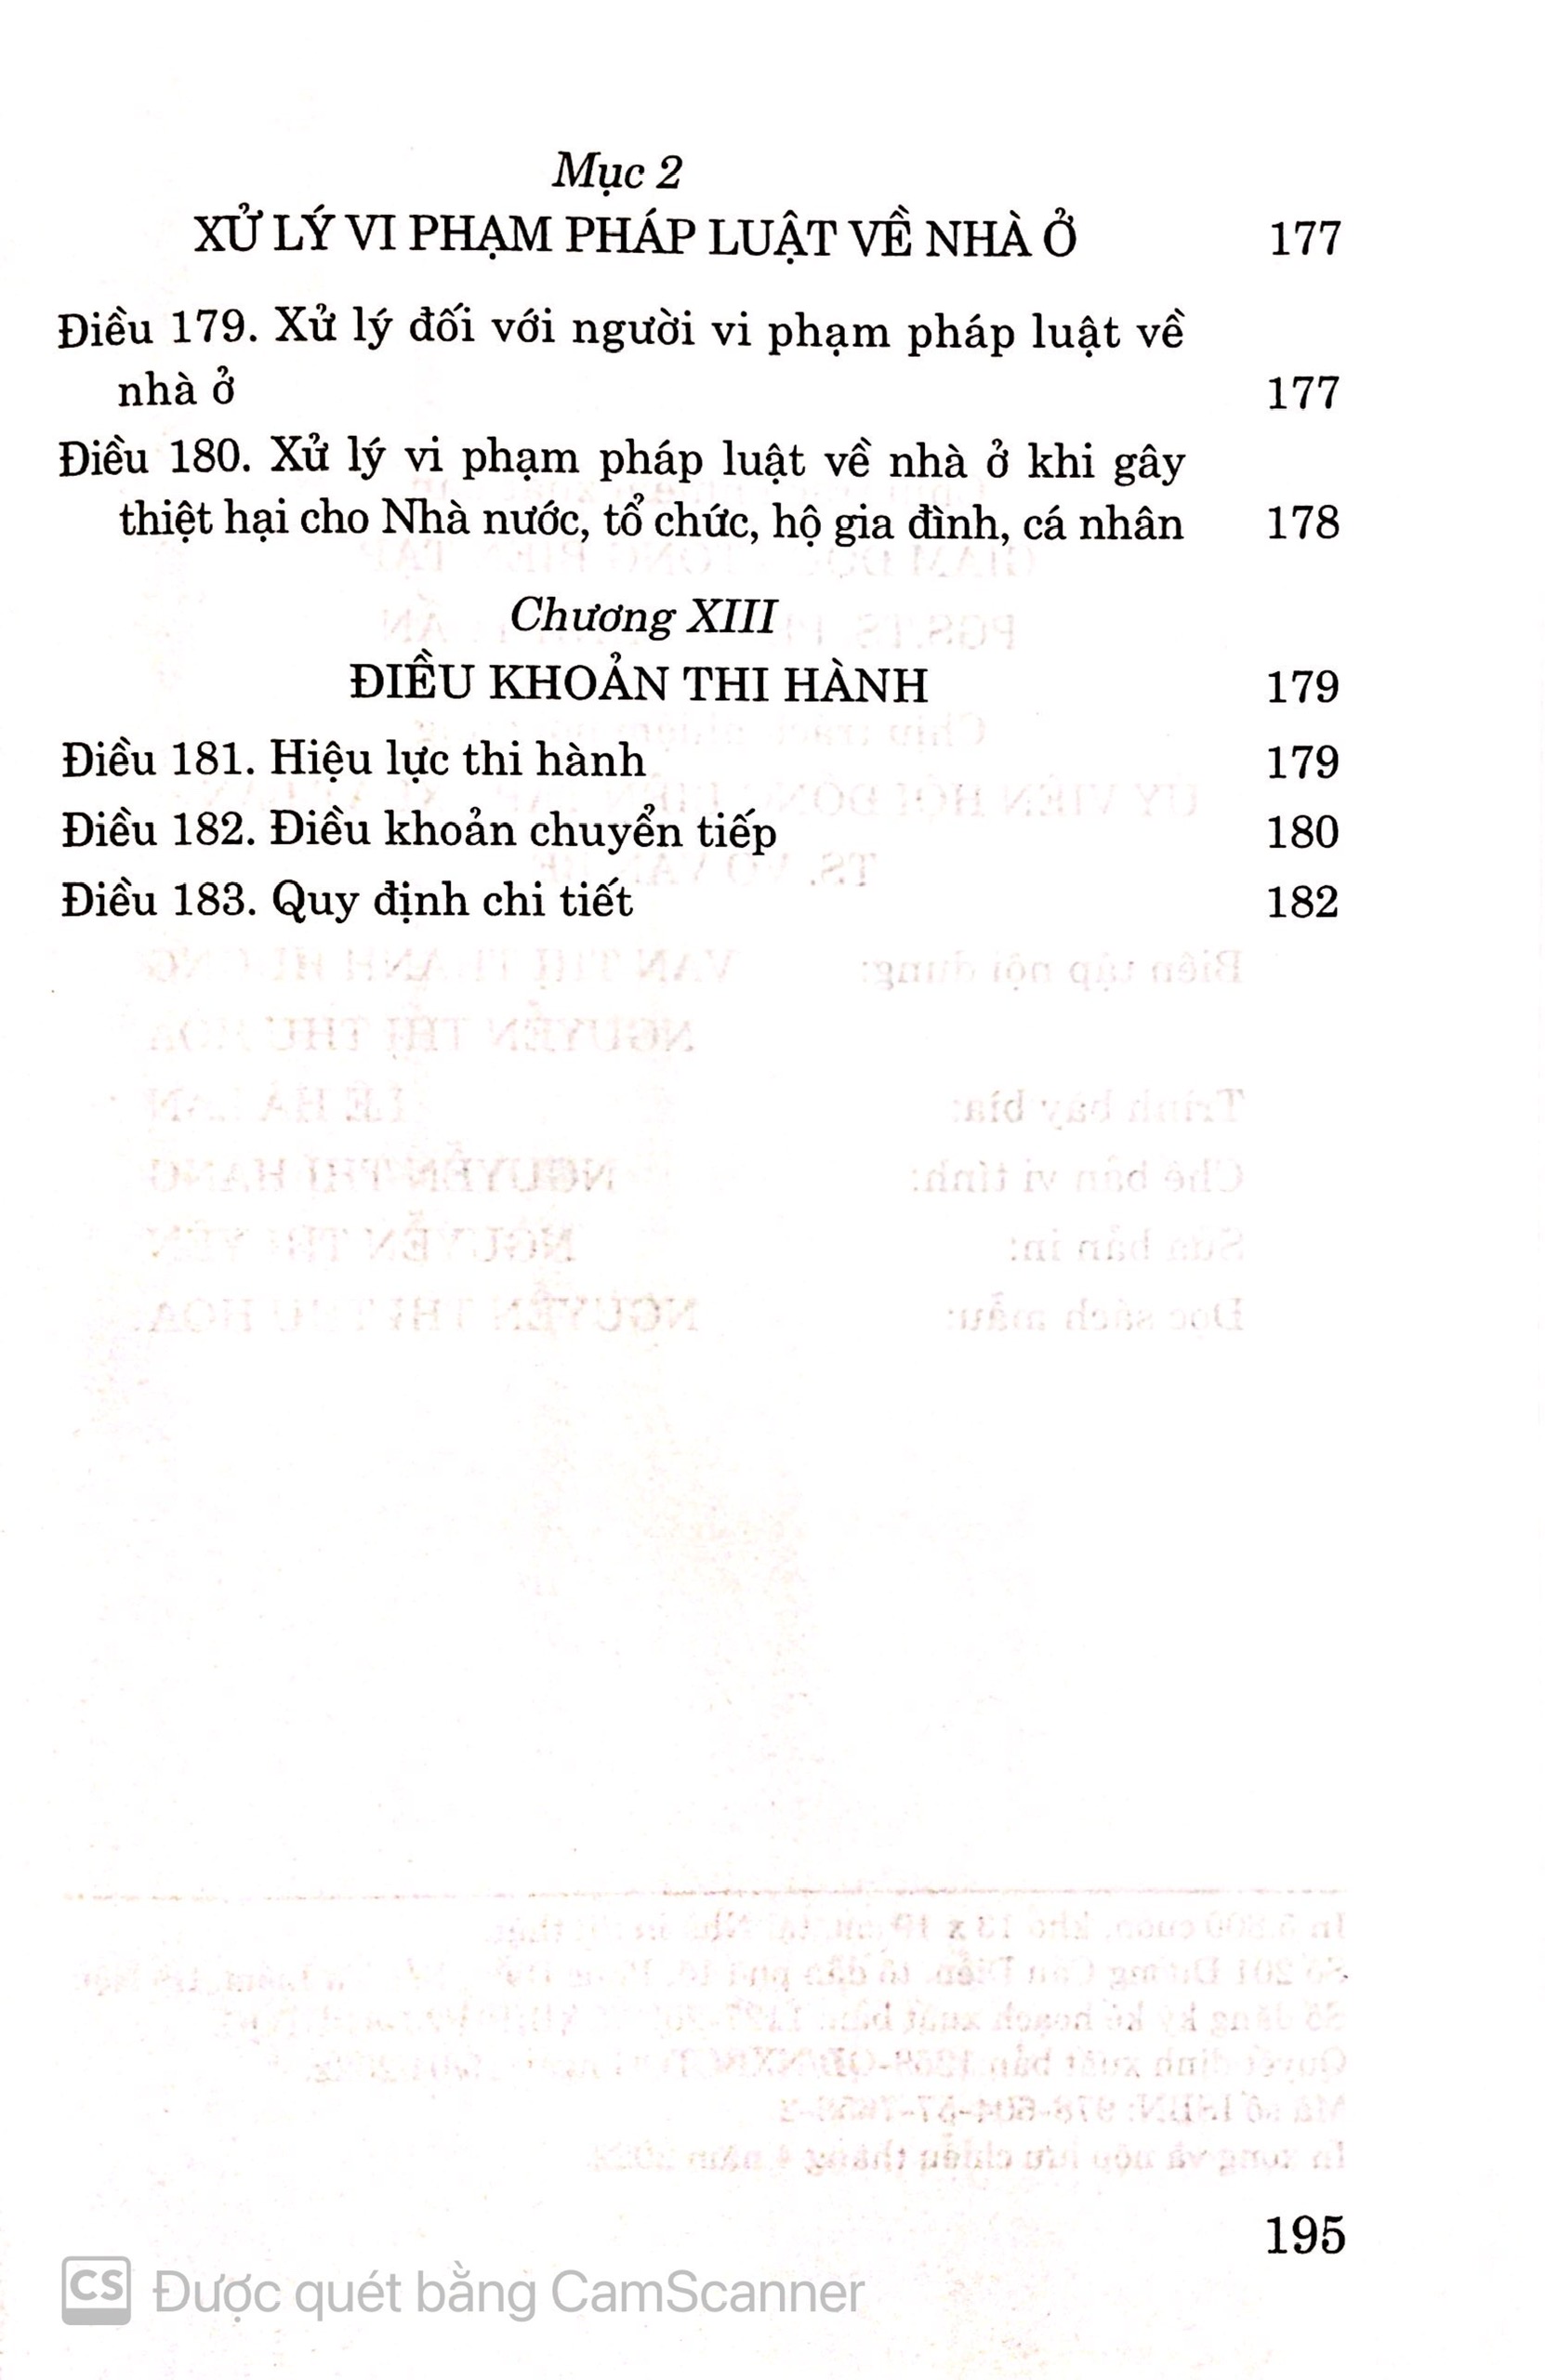 Mục 2
XỬ LÝ VI PHẠM PHÁP LUẬT VỀ NHÀ Ở 177
Điều 179. Xử lý đối với người vi phạm pháp luật về
nhà ở 177
Điều 180. Xử lý vi phạm pháp luật về nhà ở khi gây
thiệt hại cho Nhà nước, tổ chức, hộ gia đình, cá nhân 178
Chương XIII
ĐIỀU KHOẢN THI HÀNH 179
Điều 181. Hiệu lực thi hành 179
Điều 182. Điều khoản chuyển tiếp 180
Điều 183. Quy định chi tiết 182
195
CS Được quét bằng CamScanner